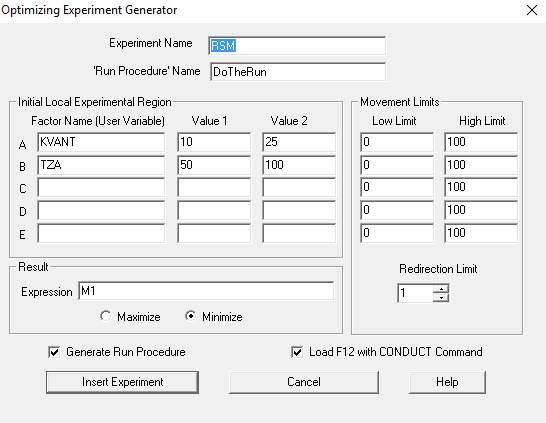 Optimizing Experiment Generator
Experiment Name RSM
'Run Procedure' Name DoTheRun
Initial Local Experimental Region Movement Limits
Factor Name (User Variable) Value 1 Value 2 Low Limit High Limit
A KVANT 10 25 0 100
B TZA 50 100 0 100
C 0 100
D 0 100
E 0 100
Result
Redirection Limit
Expression M1 1
Maximize Minimize
Generate Run Procedure Load F12 with CONDUCT Command
Insert Experiment Cancel Help